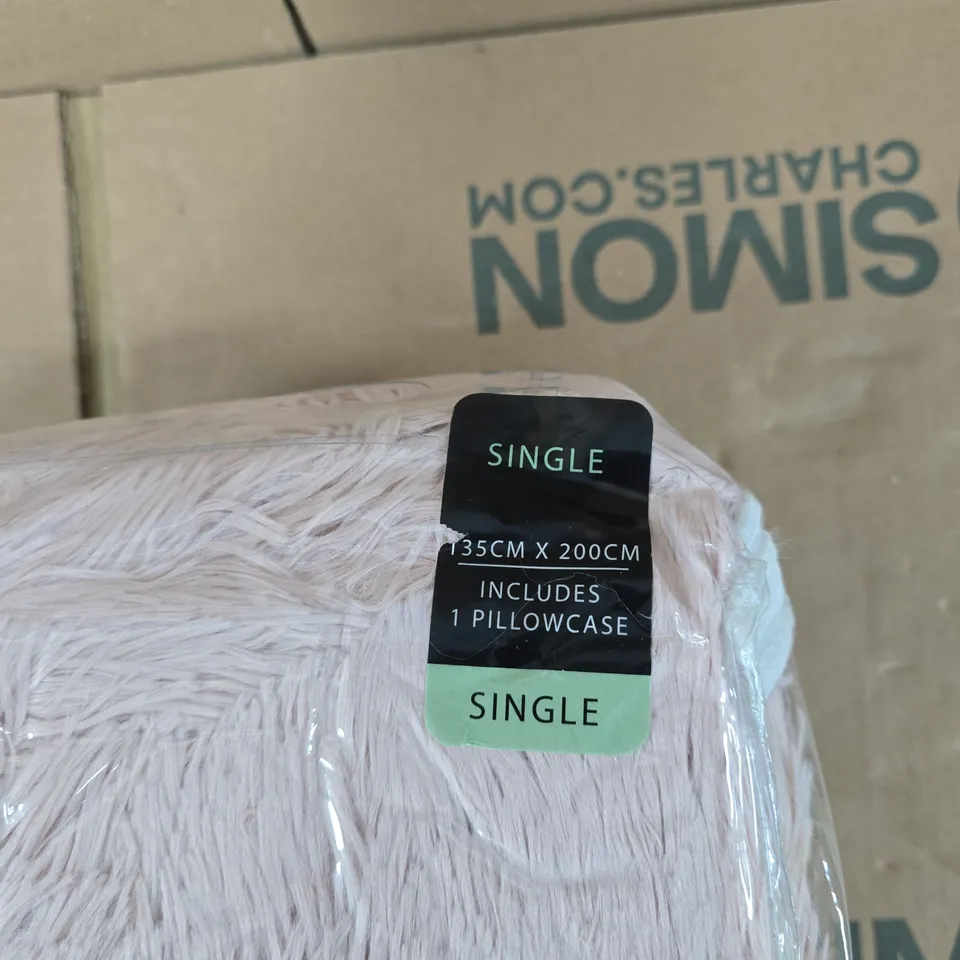 SIMON
CHARLES.COM
SINGLE
135CM X 200CM
INCLUDES
1 PILLOWCASE
SINGLE